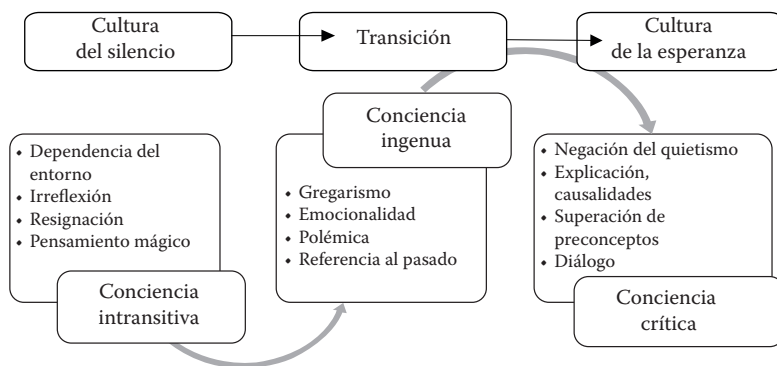 Cultura
del silencio
Transición
Cultura
de la esperanza
• Dependencia del
entorno
• Irreflexión
• Resignación
• Pensamiento mágico
Conciencia
intransitiva
Conciencia
ingenua
• Gregarismo
• Emocionalidad
• Polémica
• Referencia al pasado
• Negación del quietismo
• Explicación,
causalidades
• Superación de
preconceptos
• Diálogo
Conciencia
crítica